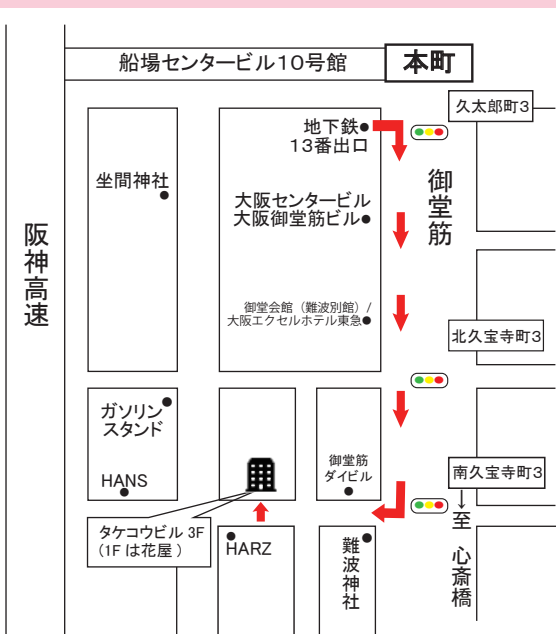 船場センタービル10号館
本町
久太郎町3
地下鉄●
13番出口
坐間神社
大阪センタービル
大阪御堂筋ビル●
御堂筋
阪神高速
御堂会館（難波別館）/
大阪エクセルホテル東急●
北久宝寺町3
ガソリン
スタンド
HANS
御堂筋
ダイビル
南久宝寺町3
タケコウビル 3F
(1F は花屋 )
HARZ
難波神社
↓至 心斎橋